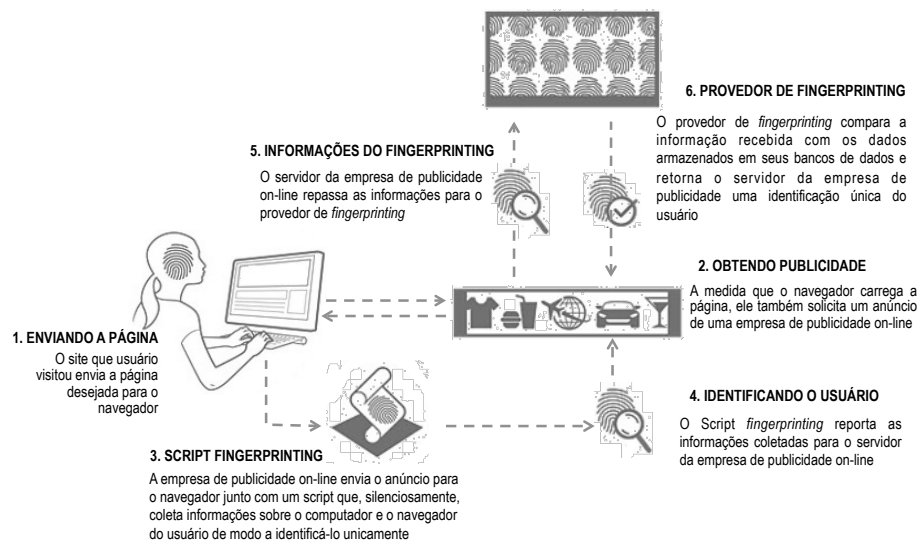 1. ENVIANDO A PÁGINA
O site que usuário
visitou envia a página
desejada para o
navegador
2. OBTENDO PUBLICIDADE
A medida que o navegador carrega a
página, ele também solicita um anúncio
de uma empresa de publicidade on-line
3. SCRIPT FINGERPRINTING
A empresa de publicidade on-line envia o anúncio para
o navegador junto com um script que, silenciosamente,
coleta informações sobre o computador e o navegador
do usuário de modo a identificá-lo unicamente
4. IDENTIFICANDO O USUÁRIO
O Script fingerprinting reporta as
informações coletadas para o servidor
da empresa de publicidade on-line
5. INFORMAÇÕES DO FINGERPRINTING
O servidor da empresa de publicidade
on-line repassa as informações para o
provedor de fingerprinting
6. PROVEDOR DE FINGERPRINTING
O provedor de fingerprinting compara a
informação recebida com os dados
armazenados em seus bancos de dados e
retorna o servidor da empresa de
publicidade uma identificação única do
usuário